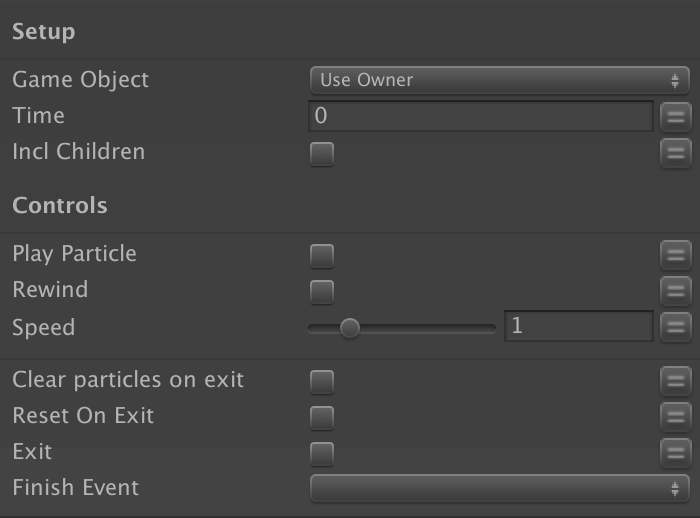 Setup
Game Object Use Owner
Time 0
Incl Children
Controls
Play Particle
Rewind
Speed 1
Clear particles on exit
Reset On Exit
Exit
Finish Event